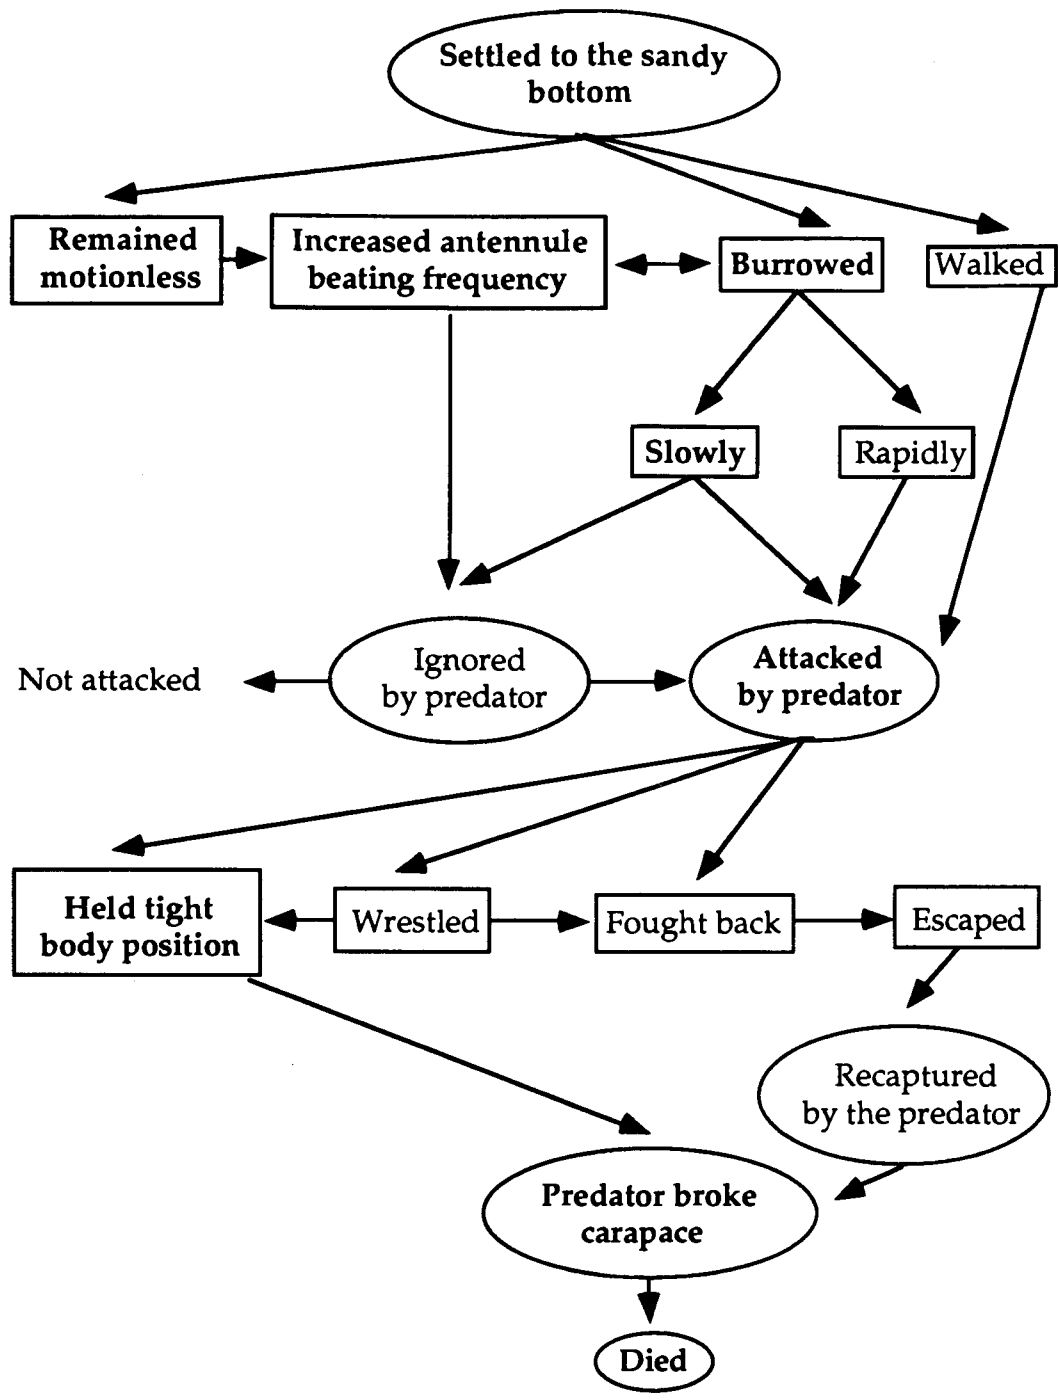 Settled to the sandy
bottom
Remained
motionless
Increased antennule
beating frequency
Burrowed
Walked
Slowly
Rapidly
Not attacked
Ignored
by predator
Attacked
by predator
Held tight
body position
Wrestled
Fought back
Escaped
Recaptured
by the predator
Predator broke
carapace
Died